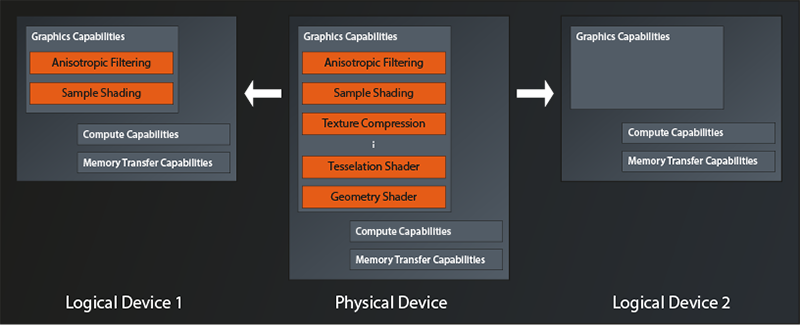 Graphics Capabilities
Anisotropic Filtering
Sample Shading
Compute Capabilities
Memory Transfer Capabilities
Logical Device 1
Graphics Capabilities
Anisotropic Filtering
Sample Shading
Texture Compression
Tesselation Shader
Geometry Shader
Compute Capabilities
Memory Transfer Capabilities
Physical Device
Graphics Capabilities
Compute Capabilities
Memory Transfer Capabilities
Logical Device 2